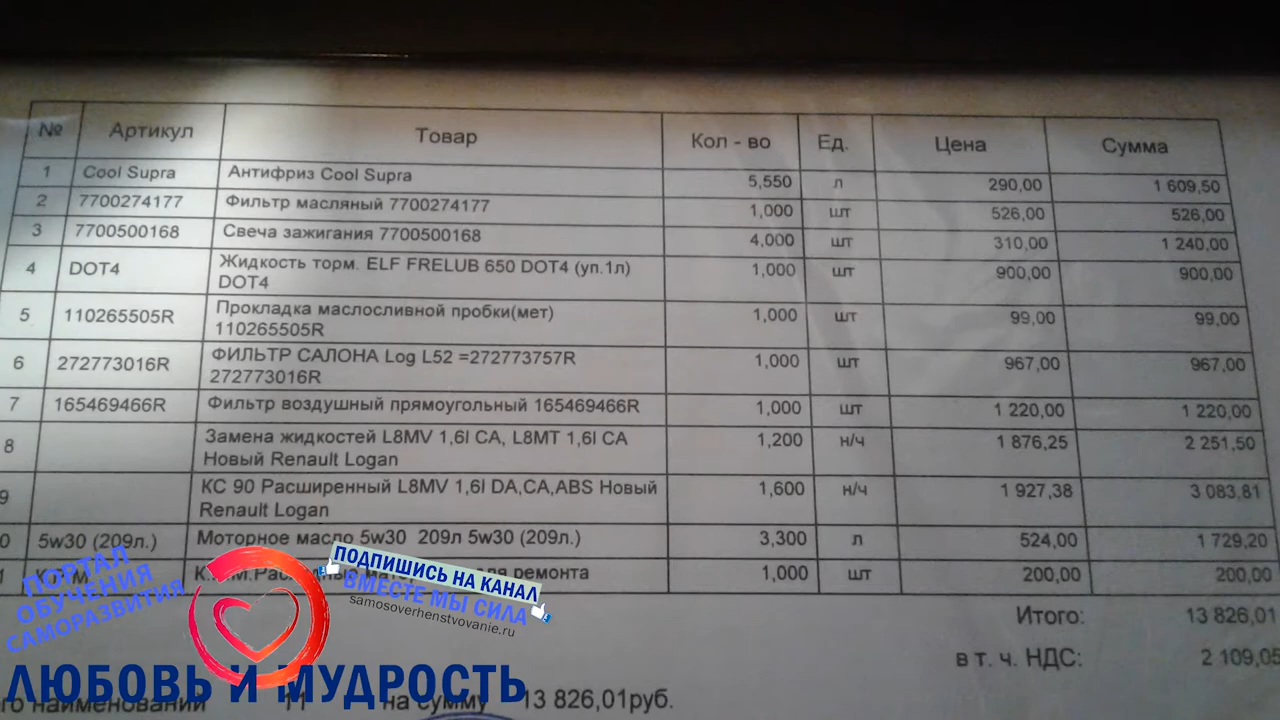 № Артикул Товар Кол - во Ед. Цена Сумма
1 Cool Supra Антифриз Cool Supra 5,550 л 290,00 1 609,50
2 7700274177 Фильтр масляный 7700274177 1,000 шт 526,00 526,00
3 7700500168 Свеча зажигания 7700500168 4,000 шт 310,00 1 240,00
4 DOT4 Жидкость торм. ELF FRELUB 650 DOT4 (уп.1л) 1,000 шт 900,00 900,00
DOT4
5 110265505R Прокладка маслосливной пробки(мет) 1,000 шт 99,00 99,00
110265505R
6 272773016R ФИЛЬТР САЛОНА Log L52 =272773757R 1,000 шт 967,00 967,00
272773016R
7 165469466R Фильтр воздушный прямоугольный 165469466R 1,000 шт 1 220,00 1 220,00
8 Замена жидкостей L8MV 1,6l CA, L8MT 1,6l CA 1,200 н/ч 1 876,25 2 251,50
Новый Renault Logan
9 КС 90 Расширенный L8MV 1,6l DA,CA,ABS Новый 1,600 н/ч 1 927,38 3 083,81
Renault Logan
0 5w30 (209л.) Моторное масло 5w30 209л 5w30 (209л.) 3,300 л 524,00 1 729,20
1 для ремонта 1,000 шт 200,00 200,00
Итого: 13 826,01
в т. ч. НДС: 2 109,05
го наименований 11 на сумму 13 826,01руб.
ПОРТАЛ
ОБУЧЕНИЯ
САМОРАЗВИТИЯ
ПОДПИШИСЬ НА КАНАЛ
ВМЕСТЕ МЫ СИЛА
samosoverhenstvovanie.ru
ЛЮБОВЬ И МУДРОСТЬ